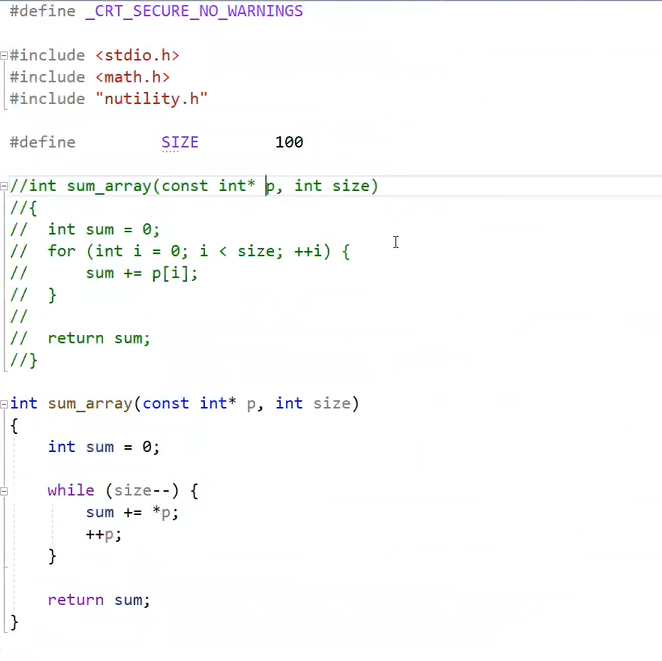 #define _CRT_SECURE_NO_WARNINGS
#include <stdio.h>
#include <math.h>
#include "nutility.h"
#define SIZE 100
//int sum_array(const int* p, int size)
//{
// int sum = 0;
// for (int i = 0; i < size; ++i) {
// sum += p[i];
// }
//
// return sum;
//}
int sum_array(const int* p, int size)
{
int sum = 0;
while (size--) {
sum += *p;
++p;
}
return sum;
}